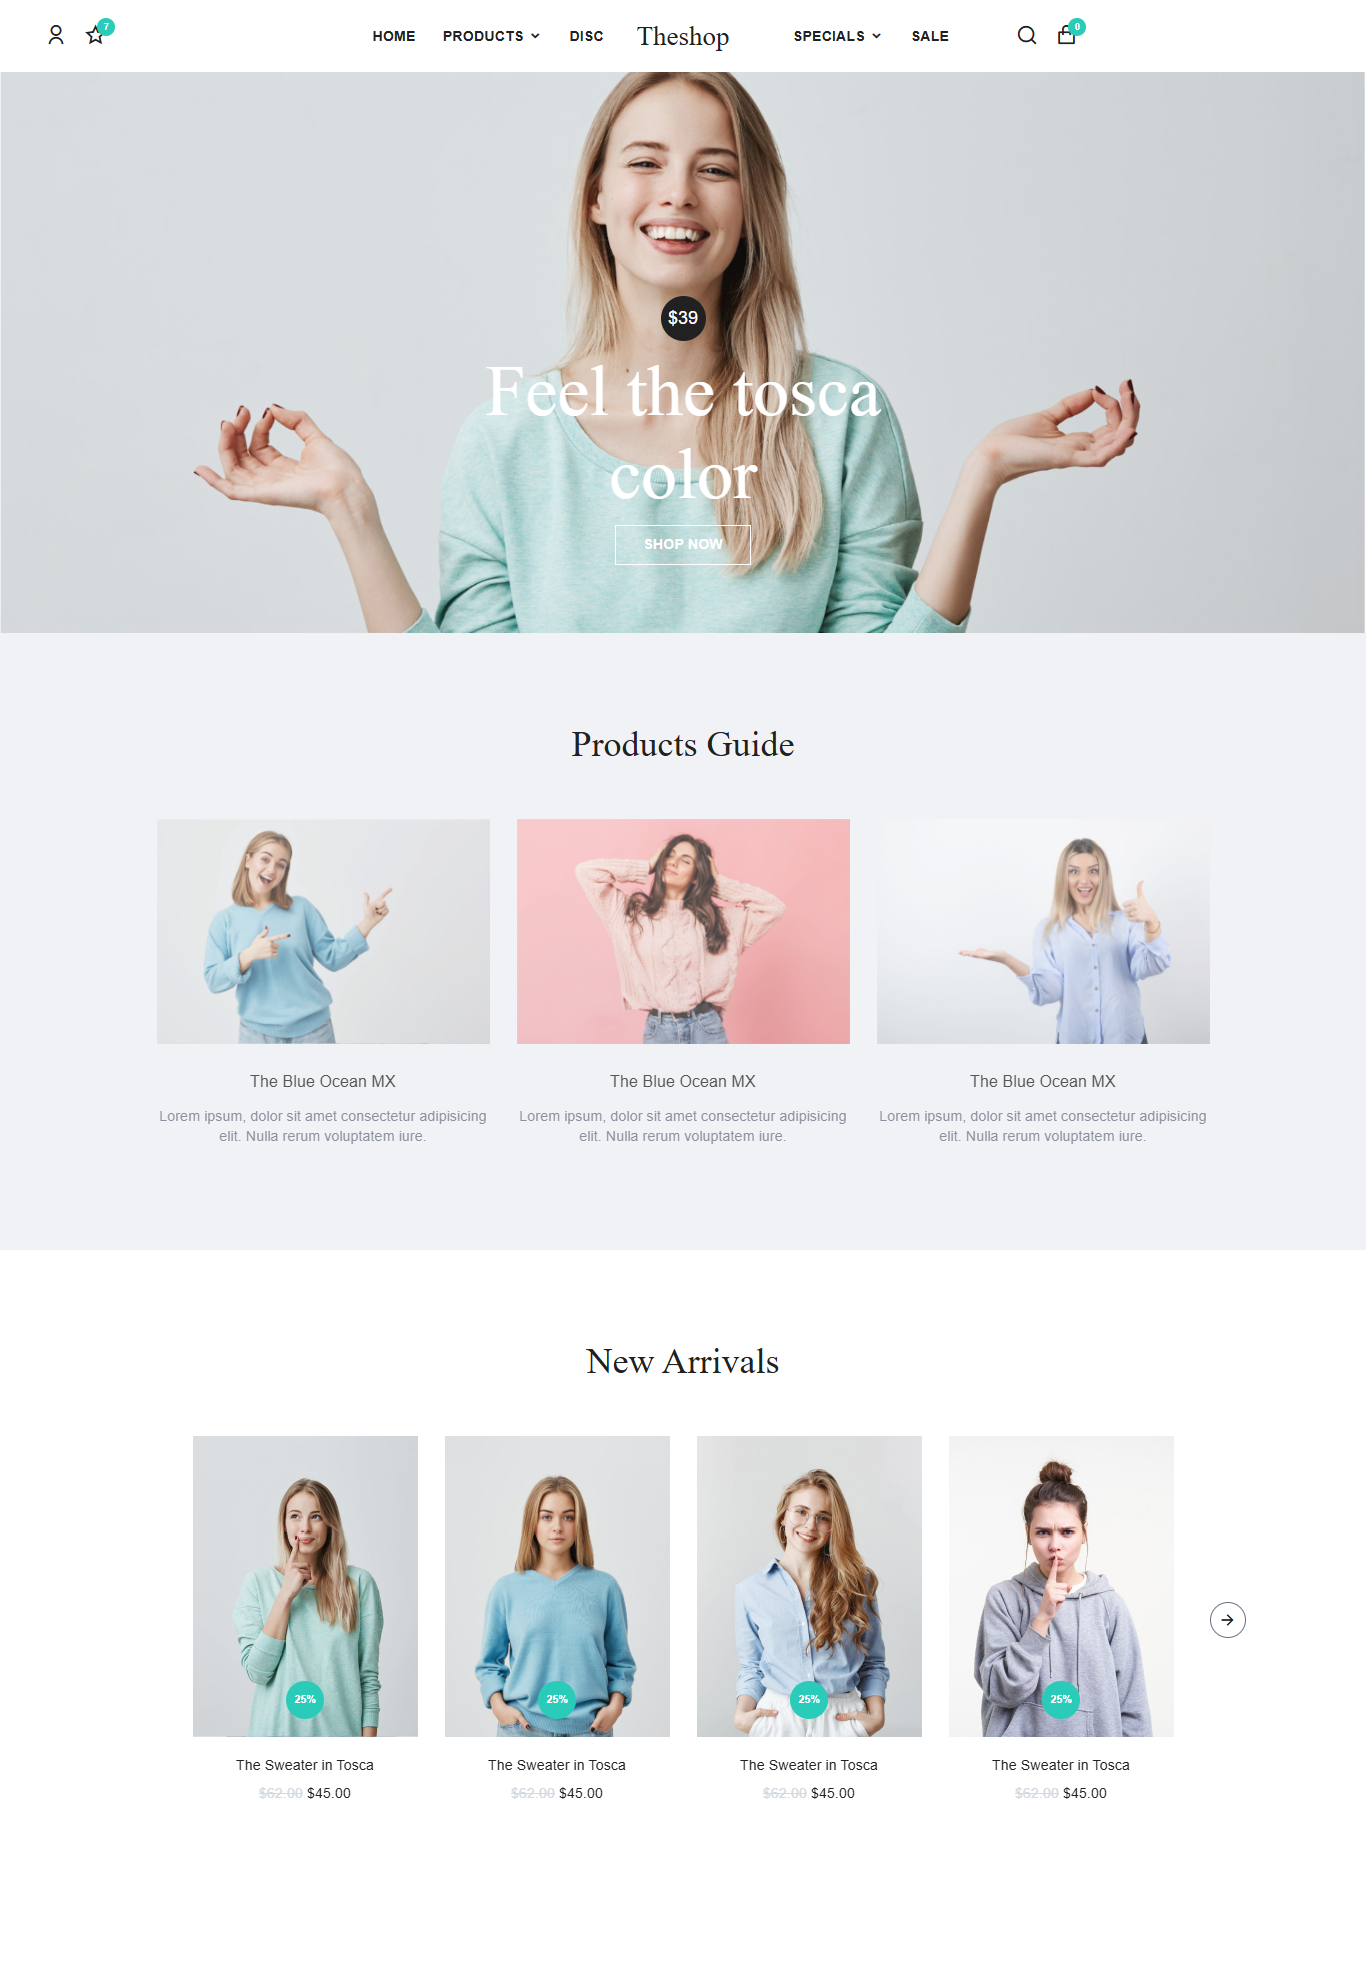 7
HOME PRODUCTS DISC Theshop SPECIALS SALE
0
$39
Feel the tosca
color
SHOP NOW
Products Guide
The Blue Ocean MX
Lorem ipsum, dolor sit amet consectetur adipisicing
elit. Nulla rerum voluptatem iure.
The Blue Ocean MX
Lorem ipsum, dolor sit amet consectetur adipisicing
elit. Nulla rerum voluptatem iure.
The Blue Ocean MX
Lorem ipsum, dolor sit amet consectetur adipisicing
elit. Nulla rerum voluptatem iure.
New Arrivals
25%
The Sweater in Tosca
$62.00 $45.00
25%
The Sweater in Tosca
$62.00 $45.00
25%
The Sweater in Tosca
$62.00 $45.00
25%
The Sweater in Tosca
$62.00 $45.00